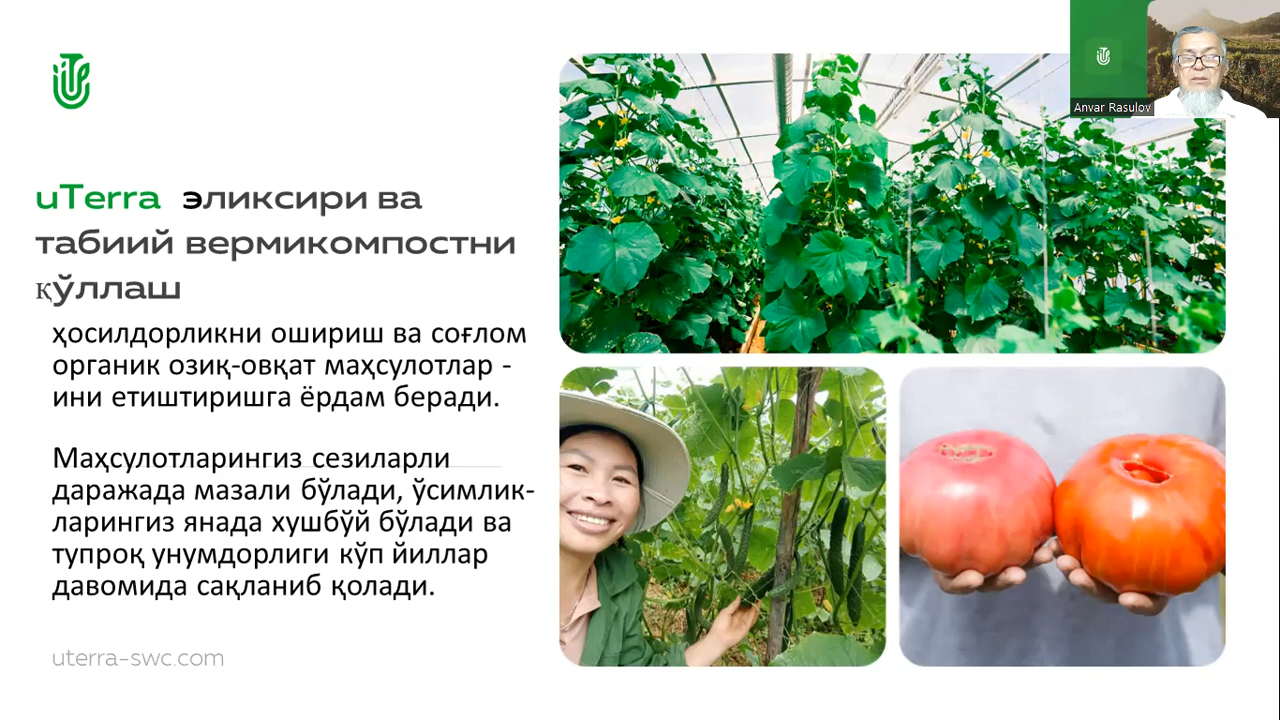 uTerra эликсири ва
табиий вермикомпостни
қўллаш
ҳосилдорликни ошириш ва соғлом
органик озиқ-овқат маҳсулотлар -
ини етиштиришга ёрдам беради.
Маҳсулотларингиз сезиларли
даражада мазали бўлади, ўсимлик-
ларингиз янада хушбўй бўлади ва
тупроқ унумдорлиги кўп йиллар
давомида сақланиб қолади.
uterra-swc.com
Anvar Rasulov